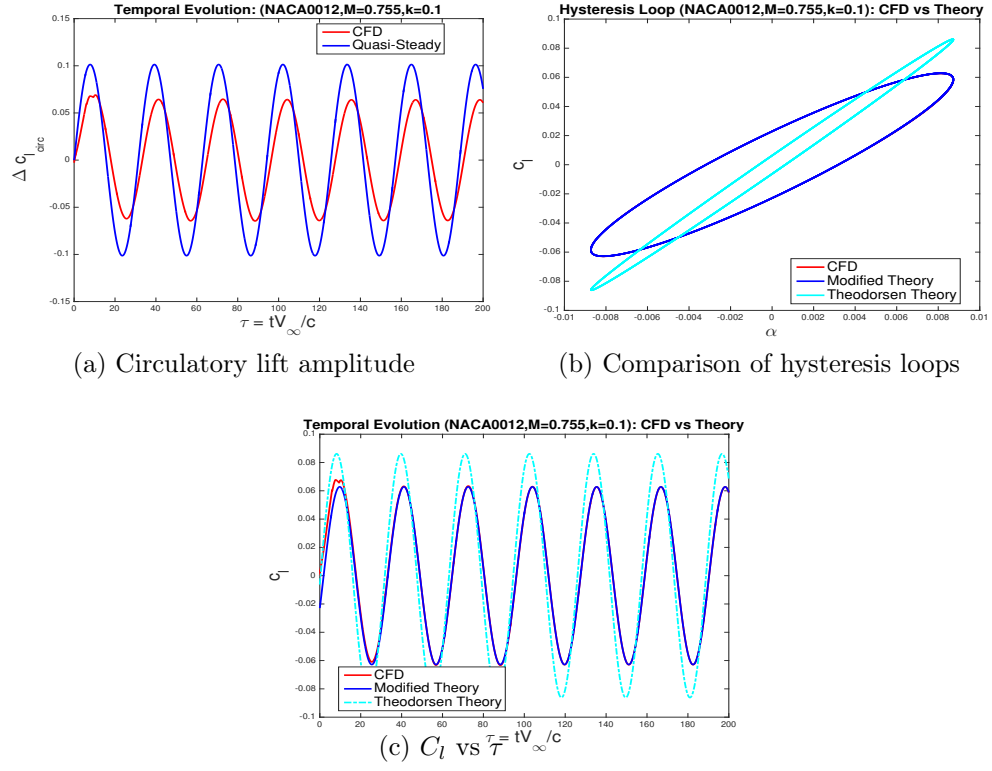 Temporal Evolution: (NACA0012,M=0.755,k=0.1
CFD
Quasi-Steady
0.15
0.1
0.05
0
-0.05
-0.1
-0.15
Δ c_l_circ
0 20 40 60 80 100 120 140 160 180 200
τ = tV_∞/c
(a) Circulatory lift amplitude
Hysteresis Loop (NACA0012,M=0.755,k=0.1): CFD vs Theory
0.1
0.08
0.06
0.04
0.02
0
-0.02
-0.04
-0.06
-0.08
-0.1
c_l
CFD
Modified Theory
Theodorsen Theory
-0.01 -0.008 -0.006 -0.004 -0.002 0 0.002 0.004 0.006 0.008 0.01
α
(b) Comparison of hysteresis loops
Temporal Evolution (NACA0012,M=0.755,k=0.1): CFD vs Theory
0.1
0.08
0.06
0.04
0.02
0
-0.02
-0.04
-0.06
-0.08
-0.1
c_l
CFD
Modified Theory
Theodorsen Theory
0 20 40 60 80 100 120 140 160 180 200
τ = tV_∞/c
(c) C_l vs τ